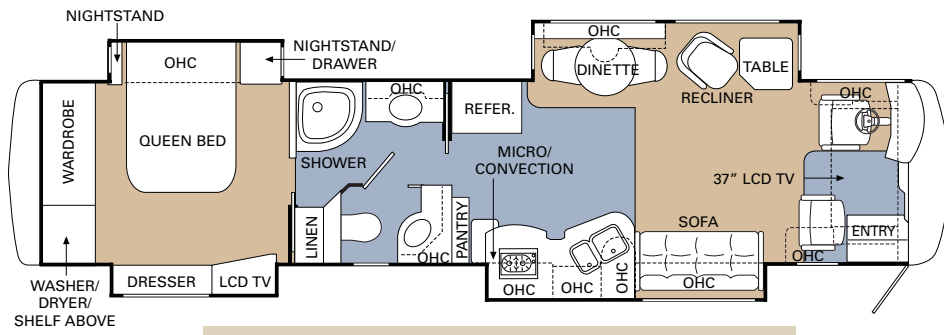 NIGHTSTAND
OHC
NIGHTSTAND/
DRAWER
WARDROBE
QUEEN BED
WASHER/
DRYER/
SHELF ABOVE
DRESSER
LCD TV
SHOWER
OHC
LINEN
OHC
PANTRY
REFER.
MICRO/
CONVECTION
OHC
OHC
OHC
OHC
DINETTE
RECLINER
TABLE
SOFA
OHC
OHC
37" LCD TV
ENTRY
OHC